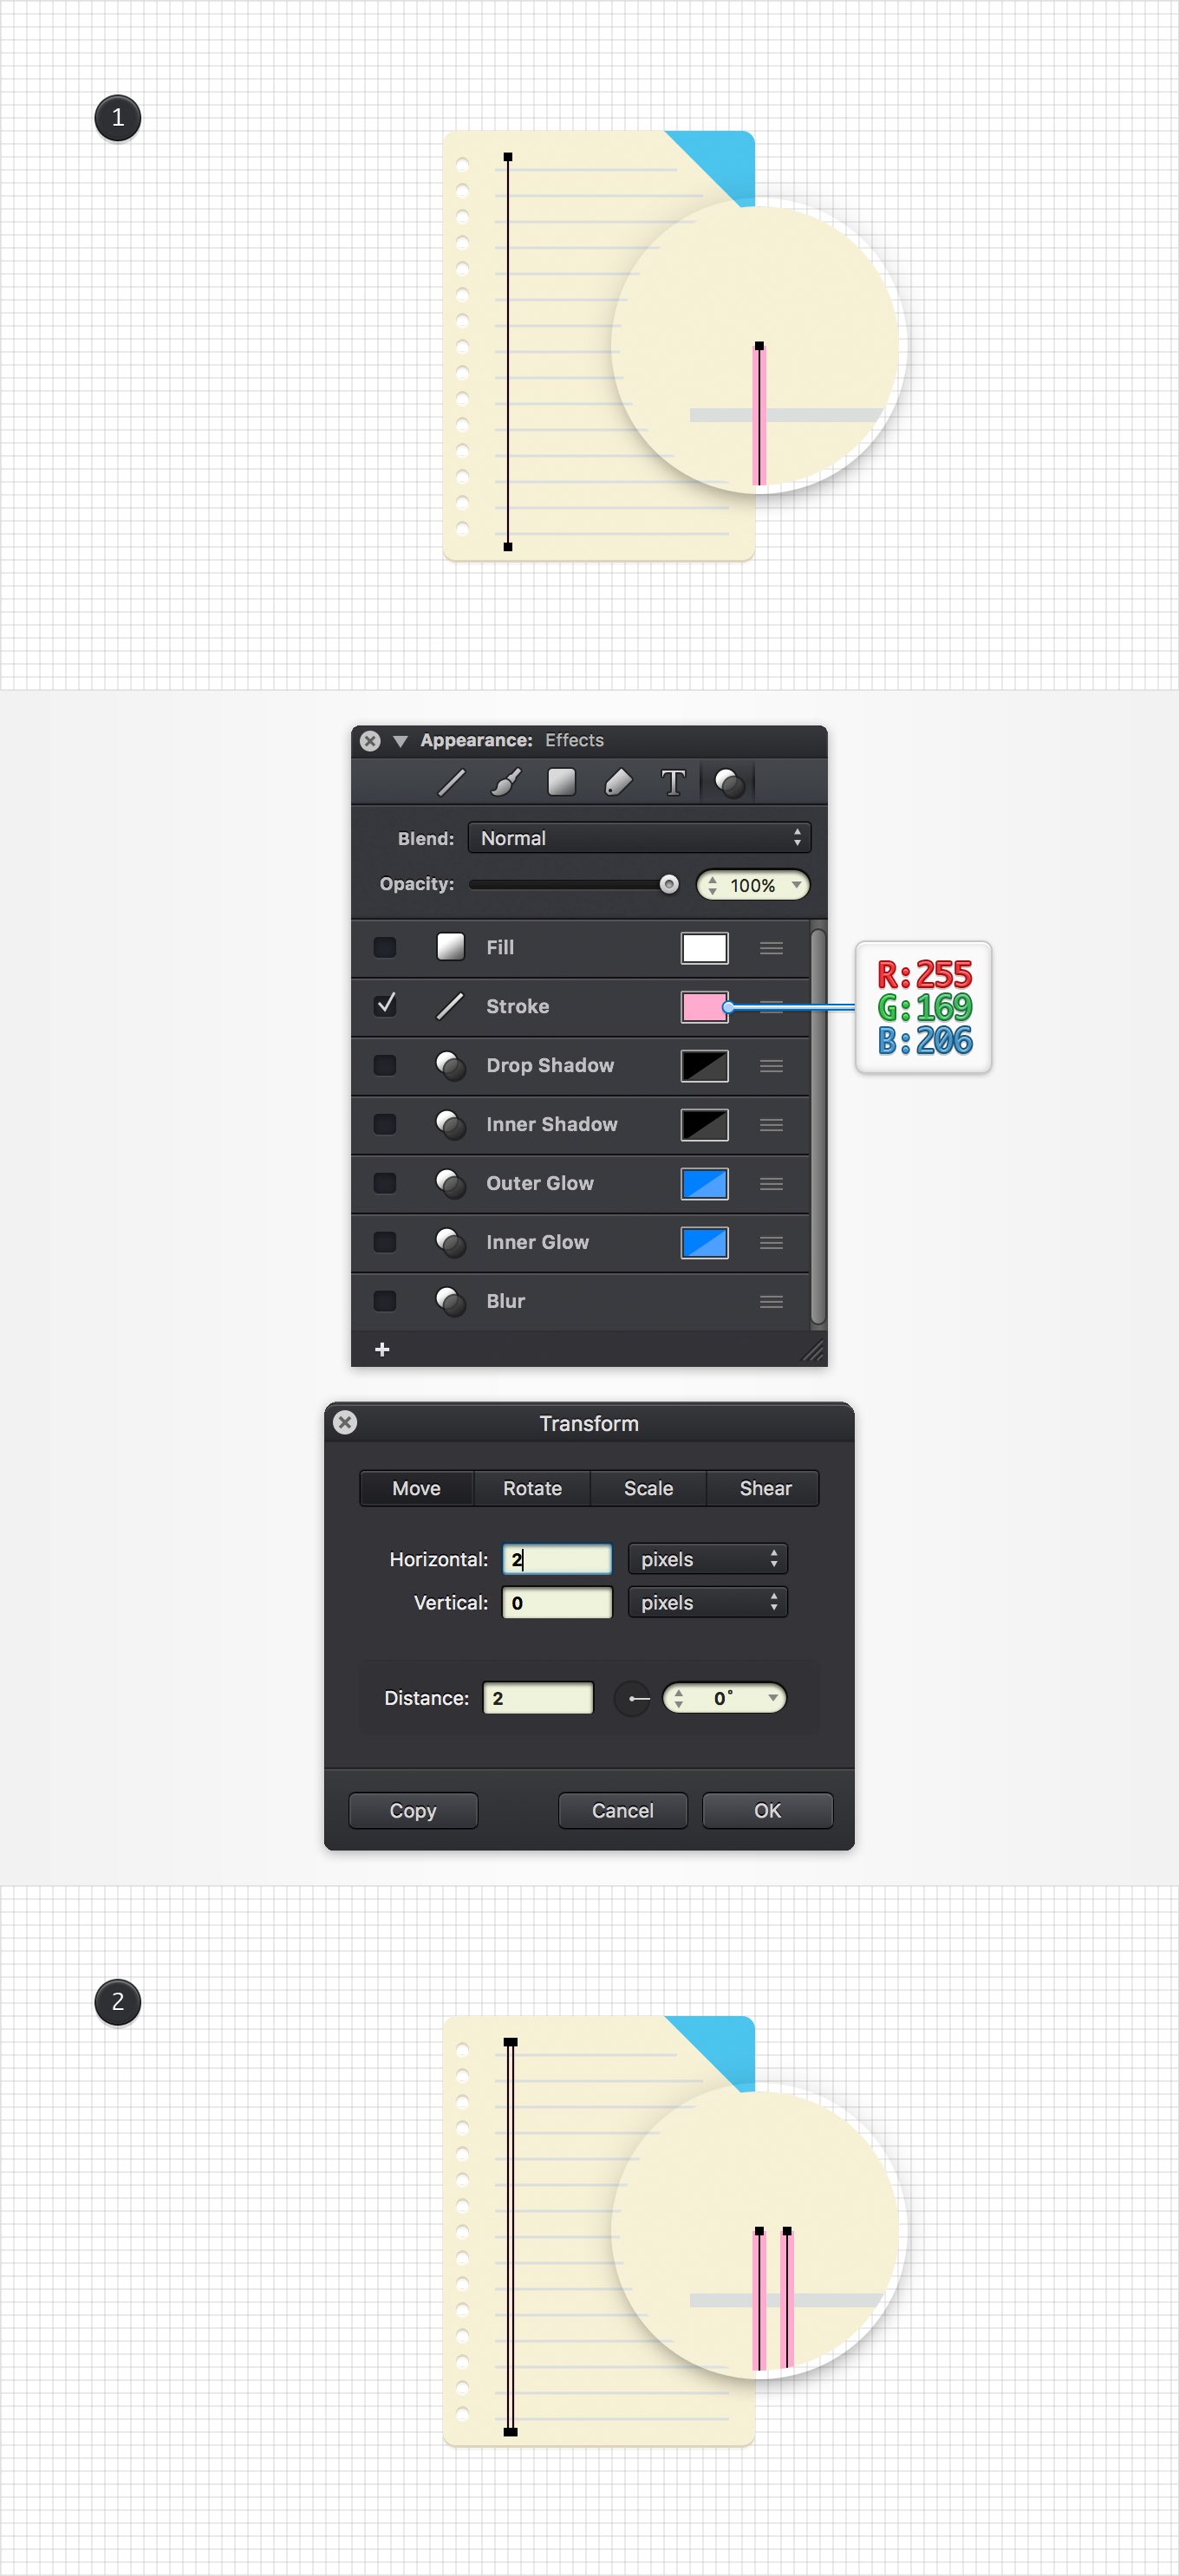 1
Appearance: Effects
T
Blend: Normal
Opacity: 100%
Fill
Stroke
R:255
G:169
B:206
Drop Shadow
Inner Shadow
Outer Glow
Inner Glow
Blur
+
Transform
Move Rotate Scale Shear
Horizontal: 2 pixels
Vertical: 0 pixels
Distance: 2 0°
Copy Cancel OK
2